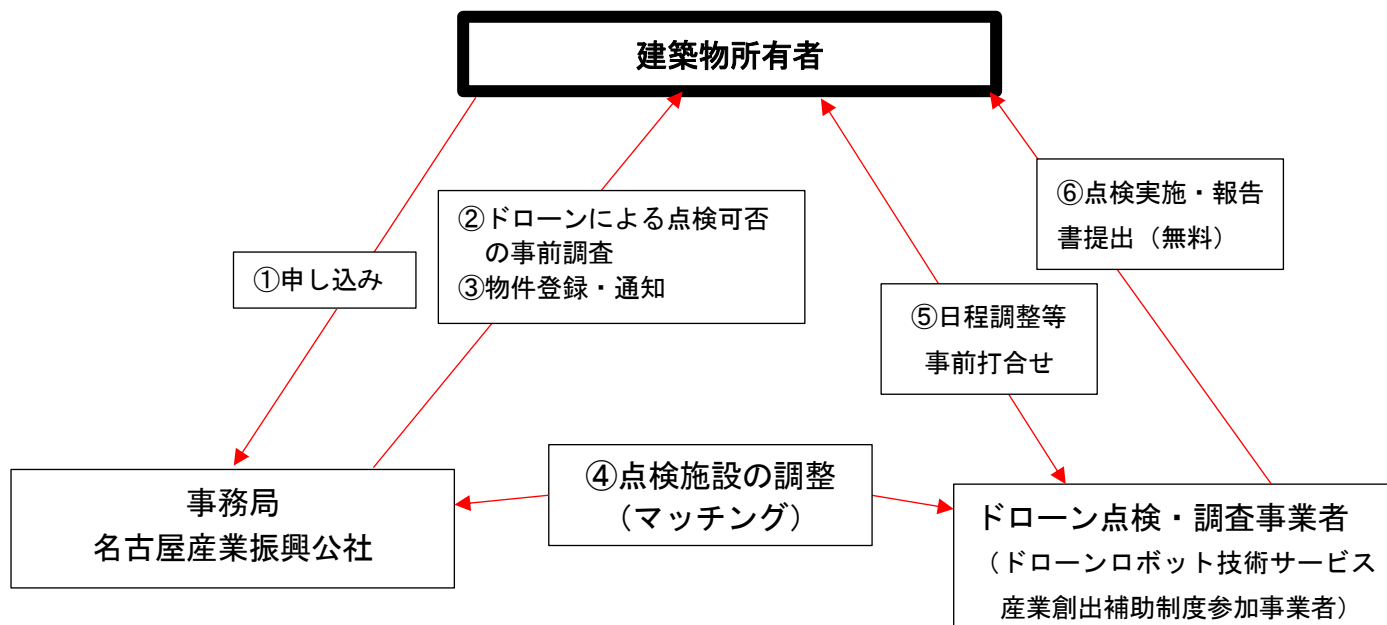 建築物所有者
①申し込み
②ドローンによる点検可否
の事前調査
③物件登録・通知
⑥点検実施・報告
書提出（無料）
⑤日程調整等
事前打合せ
④点検施設の調整
（マッチング）
事務局
名古屋産業振興公社
ドローン点検・調査事業者
（ドローンロボット技術サービス
産業創出補助制度参加事業者）